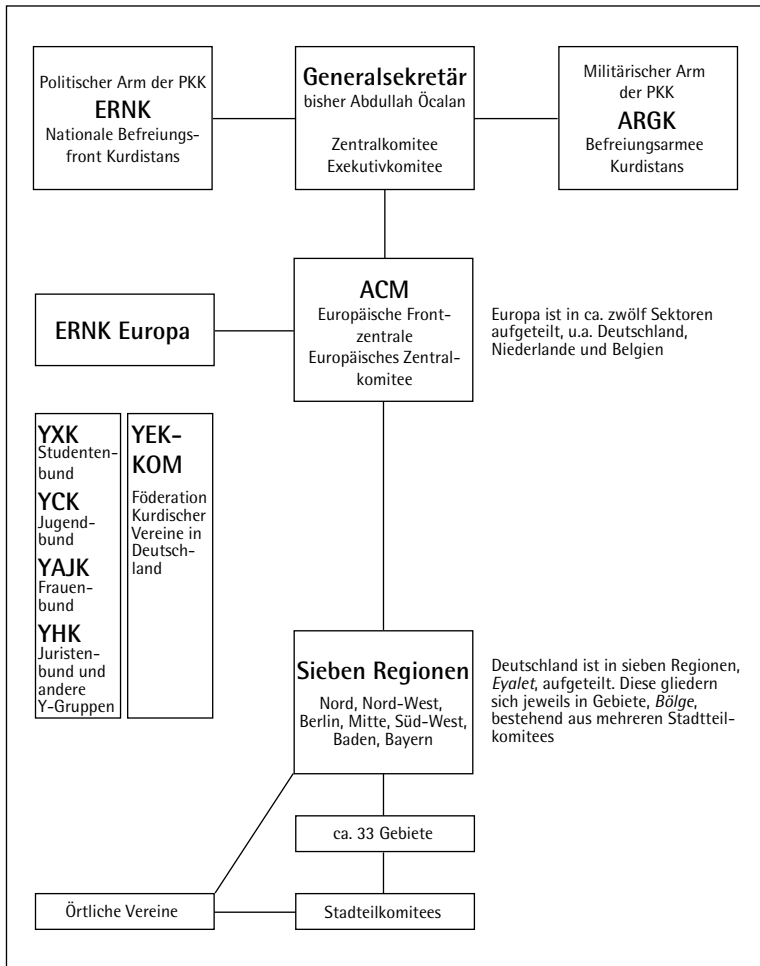 Politischer Arm der PKK
ERNK
Nationale Befreiungs-
front Kurdistans
Generalsekretär
bisher Abdullah Öcalan
Zentralkomitee
Exekutivkomitee
Militärischer Arm
der PKK
ARGK
Befreiungsarmee
Kurdistans
ERNK Europa
ACM
Europäische Front-
zentrale
Europäisches Zentral-
komitee
Europa ist in ca. zwölf Sektoren
aufgeteilt, u.a. Deutschland,
Niederlande und Belgien
YXK
Studenten-
bund
YCK
Jugend-
bund
YAJK
Frauen-
bund
YHK
Juristen-
bund und
andere
Y-Gruppen
YEK-
KOM
Föderation
Kurdischer
Vereine in
Deutsch-
land
Sieben Regionen
Nord, Nord-West,
Berlin, Mitte, Süd-West,
Baden, Bayern
Deutschland ist in sieben Regionen,
Eyalet, aufgeteilt. Diese gliedern
sich jeweils in Gebiete, Bölge,
bestehend aus mehreren Stadtteil-
komitees
ca. 33 Gebiete
Örtliche Vereine
Stadteilkomitees